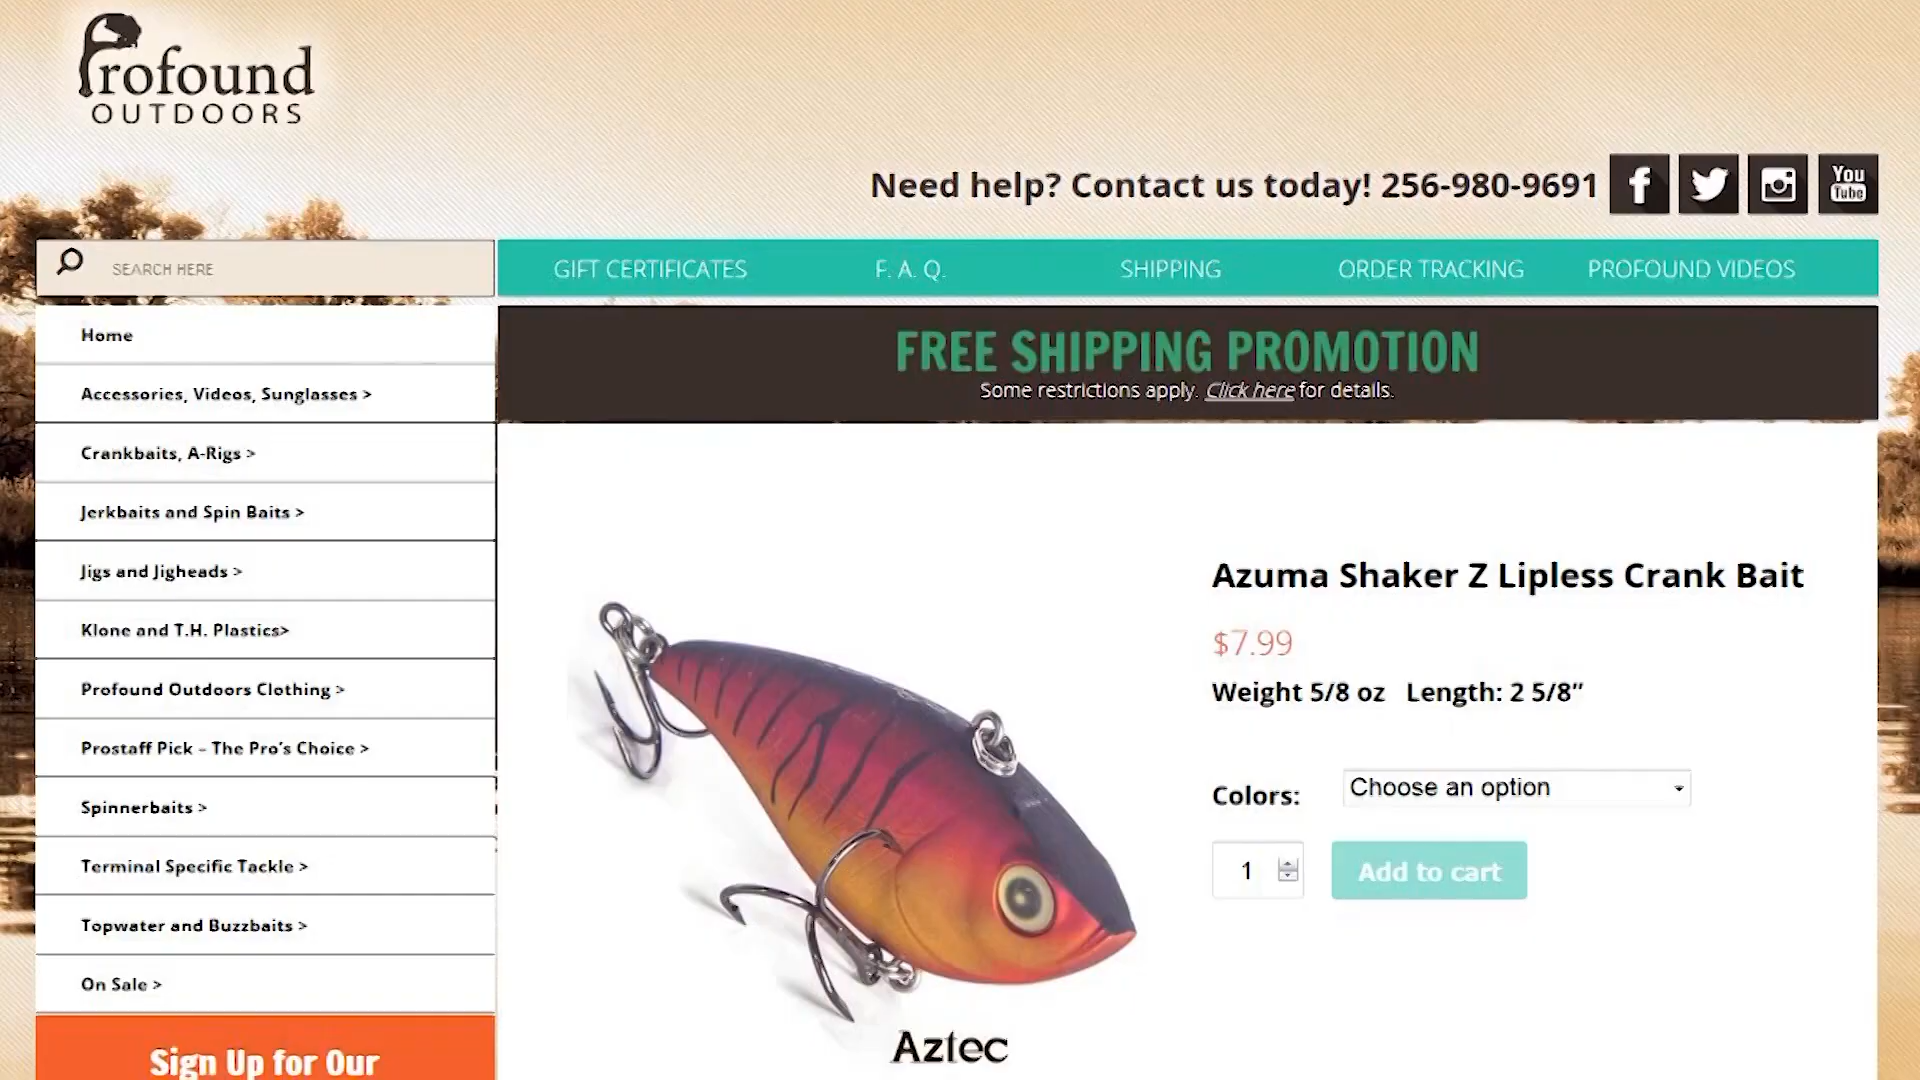 Profound
OUTDOORS
Need help? Contact us today! 256-980-9691
You
Tube
SEARCH HERE
GIFT CERTIFICATES
F. A. Q.
SHIPPING
ORDER TRACKING
PROFOUND VIDEOS
Home
Accessories, Videos, Sunglasses >
Crankbaits, A-Rigs >
Jerkbaits and Spin Baits >
Jigs and Jigheads >
Klone and T.H. Plastics>
Profound Outdoors Clothing >
Prostaff Pick – The Pro's Choice >
Spinnerbaits >
Terminal Specific Tackle >
Topwater and Buzzbaits >
On Sale >
Sign Up for Our
FREE SHIPPING PROMOTION
Some restrictions apply. Click here for details.
Azuma Shaker Z Lipless Crank Bait
$7.99
Weight 5/8 oz Length: 2 5/8″
Colors: Choose an option
1
Add to cart
Aztec